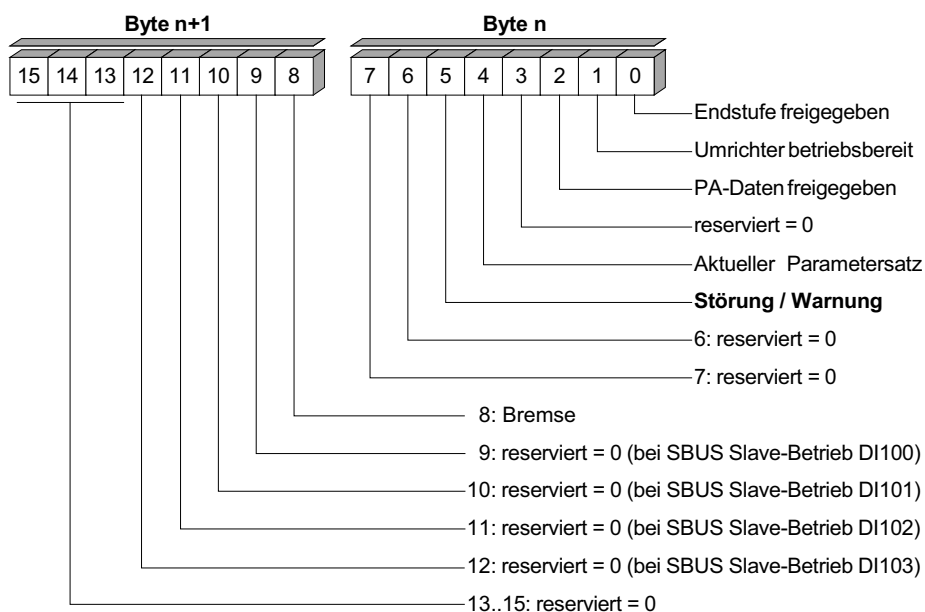 Byte n+1 Byte n
15 14 13 12 11 10 9 8 7 6 5 4 3 2 1 0
Endstufe freigegeben
Umrichter betriebsbereit
PA-Daten freigegeben
reserviert = 0
Aktueller Parametersatz
Störung / Warnung
6: reserviert = 0
7: reserviert = 0
8: Bremse
9: reserviert = 0 (bei SBUS Slave-Betrieb DI100)
10: reserviert = 0 (bei SBUS Slave-Betrieb DI101)
11: reserviert = 0 (bei SBUS Slave-Betrieb DI102)
12: reserviert = 0 (bei SBUS Slave-Betrieb DI103)
13..15: reserviert = 0